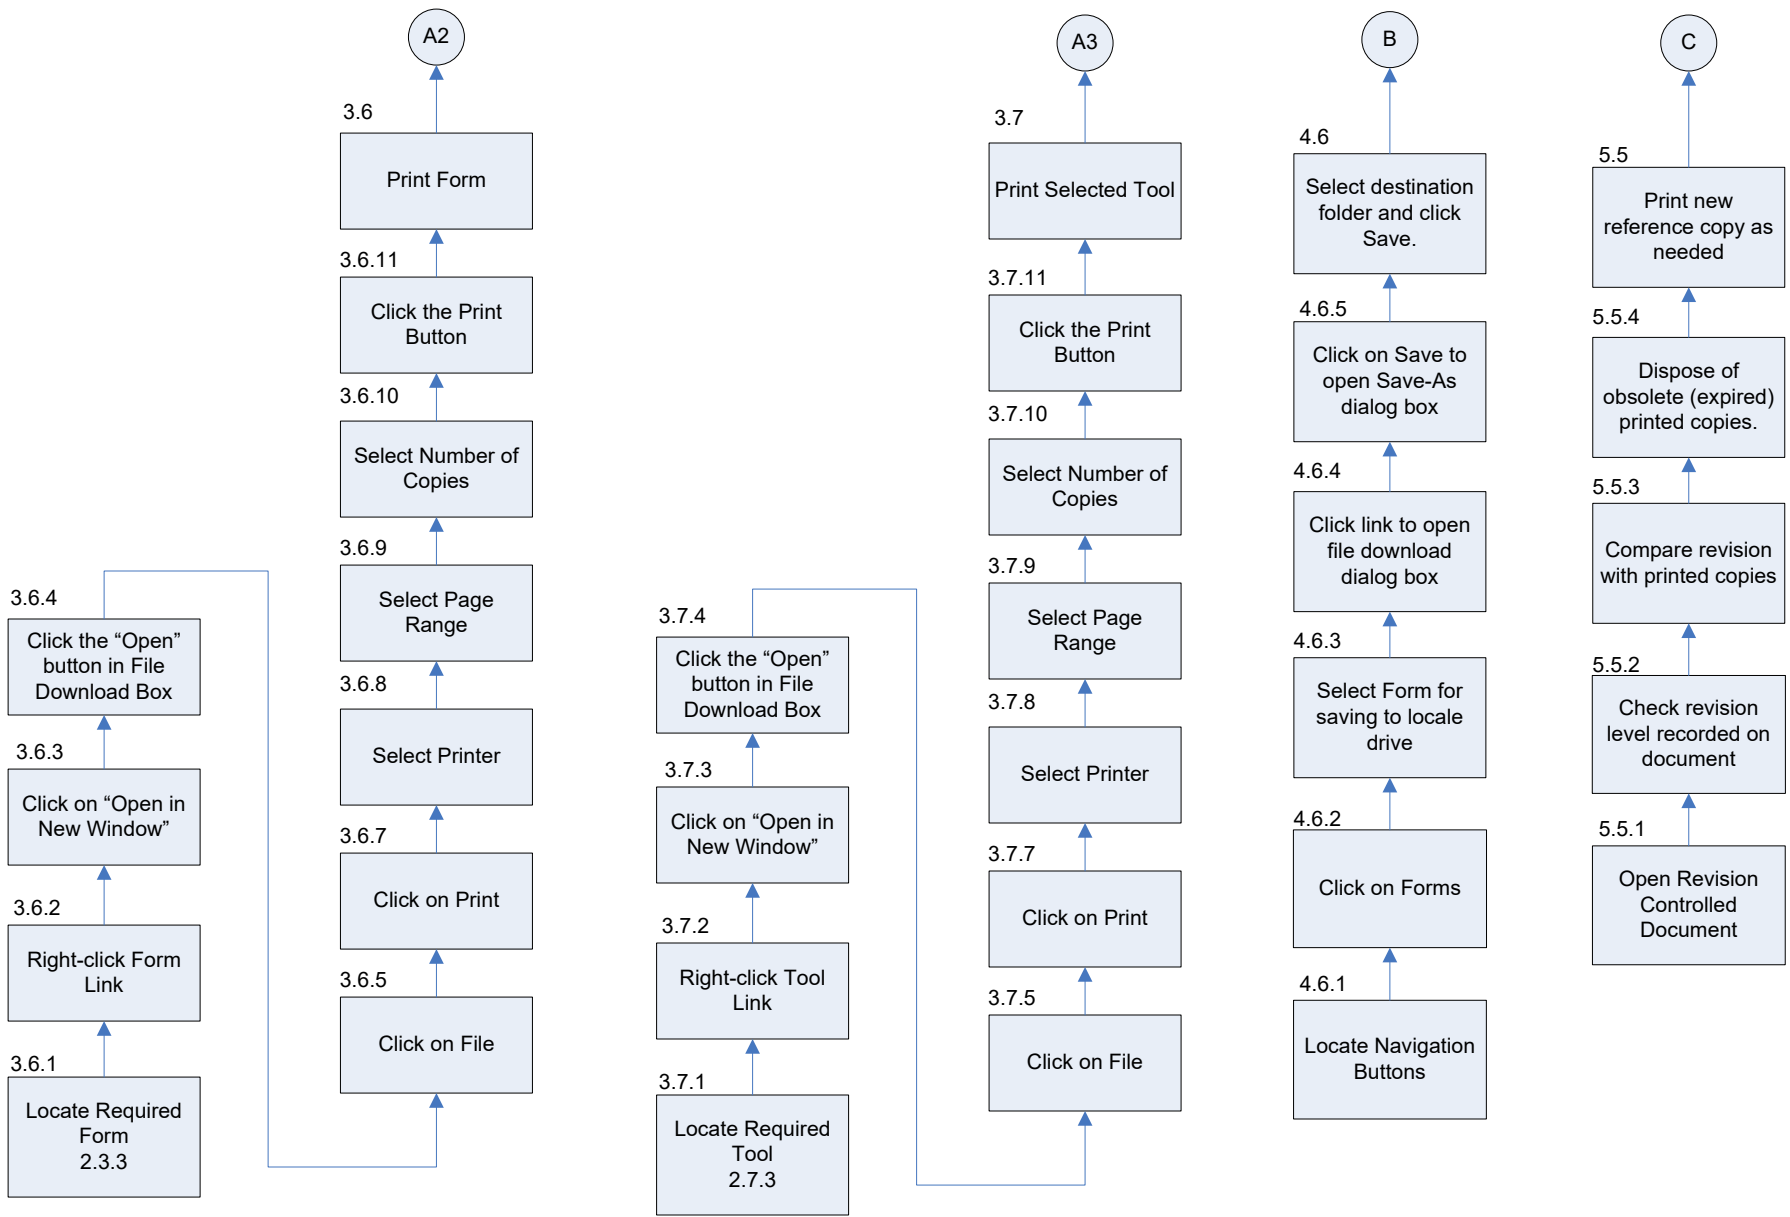 A2
3.6
Print Form
3.6.11
Click the Print
Button
3.6.10
Select Number of
Copies
3.6.9
Select Page
Range
3.6.8
Select Printer
3.6.7
Click on Print
3.6.5
Click on File
3.6.4
Click the “Open”
button in File
Download Box
3.6.3
Click on “Open in
New Window”
3.6.2
Right-click Form
Link
3.6.1
Locate Required
Form
2.3.3
A3
3.7
Print Selected Tool
3.7.11
Click the Print
Button
3.7.10
Select Number of
Copies
3.7.9
Select Page
Range
3.7.8
Select Printer
3.7.7
Click on Print
3.7.5
Click on File
3.7.4
Click the “Open”
button in File
Download Box
3.7.3
Click on “Open in
New Window”
3.7.2
Right-click Tool
Link
3.7.1
Locate Required
Tool
2.7.3
B
4.6
Select destination
folder and click
Save.
4.6.5
Click on Save to
open Save-As
dialog box
4.6.4
Click link to open
file download
dialog box
4.6.3
Select Form for
saving to locale
drive
4.6.2
Click on Forms
4.6.1
Locate Navigation
Buttons
C
5.5
Print new
reference copy as
needed
5.5.4
Dispose of
obsolete (expired)
printed copies.
5.5.3
Compare revision
with printed copies
5.5.2
Check revision
level recorded on
document
5.5.1
Open Revision
Controlled
Document